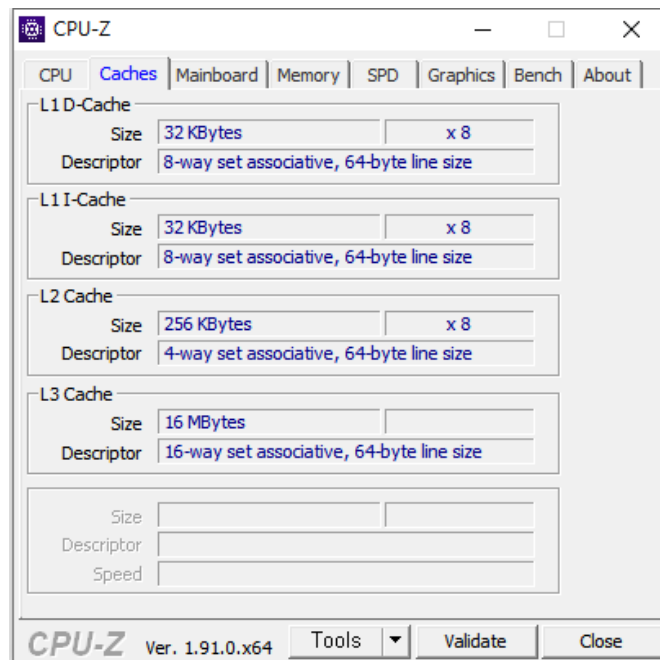 CPU-Z
CPU Caches Mainboard Memory SPD Graphics Bench About
L1 D-Cache
Size 32 KBytes x 8
Descriptor 8-way set associative, 64-byte line size
L1 I-Cache
Size 32 KBytes x 8
Descriptor 8-way set associative, 64-byte line size
L2 Cache
Size 256 KBytes x 8
Descriptor 4-way set associative, 64-byte line size
L3 Cache
Size 16 MBytes
Descriptor 16-way set associative, 64-byte line size
Size
Descriptor
Speed
CPU-Z Ver. 1.91.0.x64 Tools Validate Close